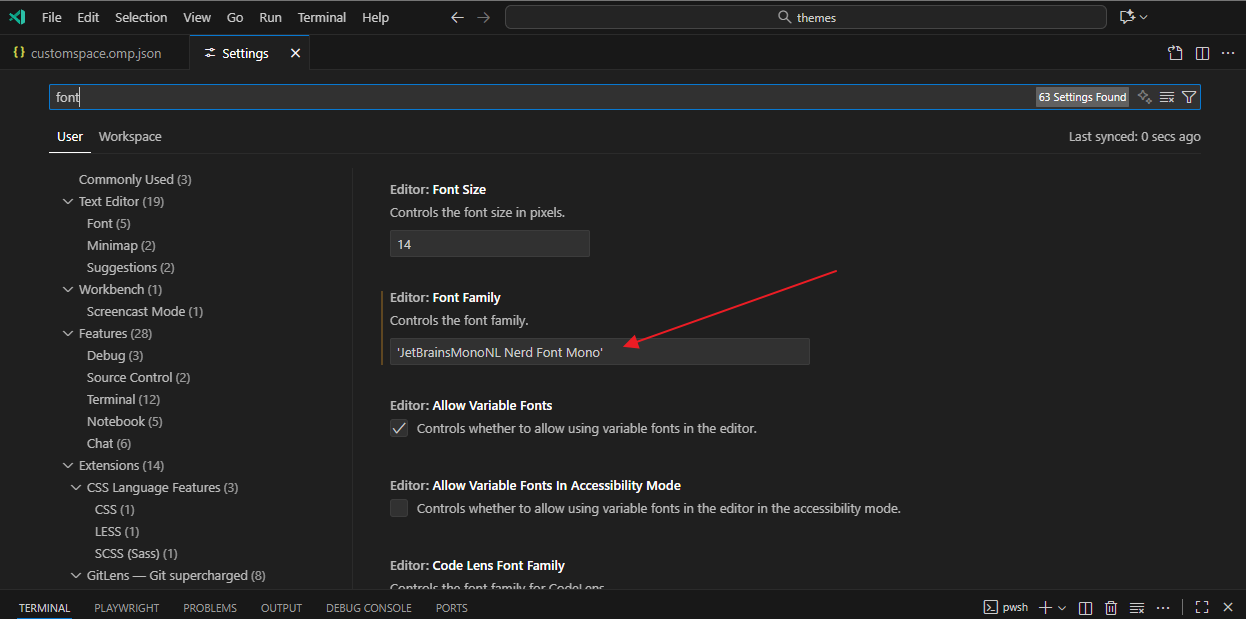 File Edit Selection View Go Run Terminal Help themes
{} customspace.omp.json Settings
font 63 Settings Found
User Workspace Last synced: 0 secs ago
Commonly Used (3)
Text Editor (19)
Font (5)
Minimap (2)
Suggestions (2)
Workbench (1)
Screencast Mode (1)
Features (28)
Debug (3)
Source Control (2)
Terminal (12)
Notebook (5)
Chat (6)
Extensions (14)
CSS Language Features (3)
CSS (1)
LESS (1)
SCSS (Sass) (1)
GitLens — Git supercharged (8)
Editor: Font Size
Controls the font size in pixels.
14
Editor: Font Family
Controls the font family.
'JetBrainsMonoNL Nerd Font Mono'
Editor: Allow Variable Fonts
Controls whether to allow using variable fonts in the editor.
Editor: Allow Variable Fonts In Accessibility Mode
Controls whether to allow using variable fonts in the editor in the accessibility mode.
Editor: Code Lens Font Family
Controls the font family for CodeLens.
TERMINAL PLAYWRIGHT PROBLEMS OUTPUT DEBUG CONSOLE PORTS pwsh